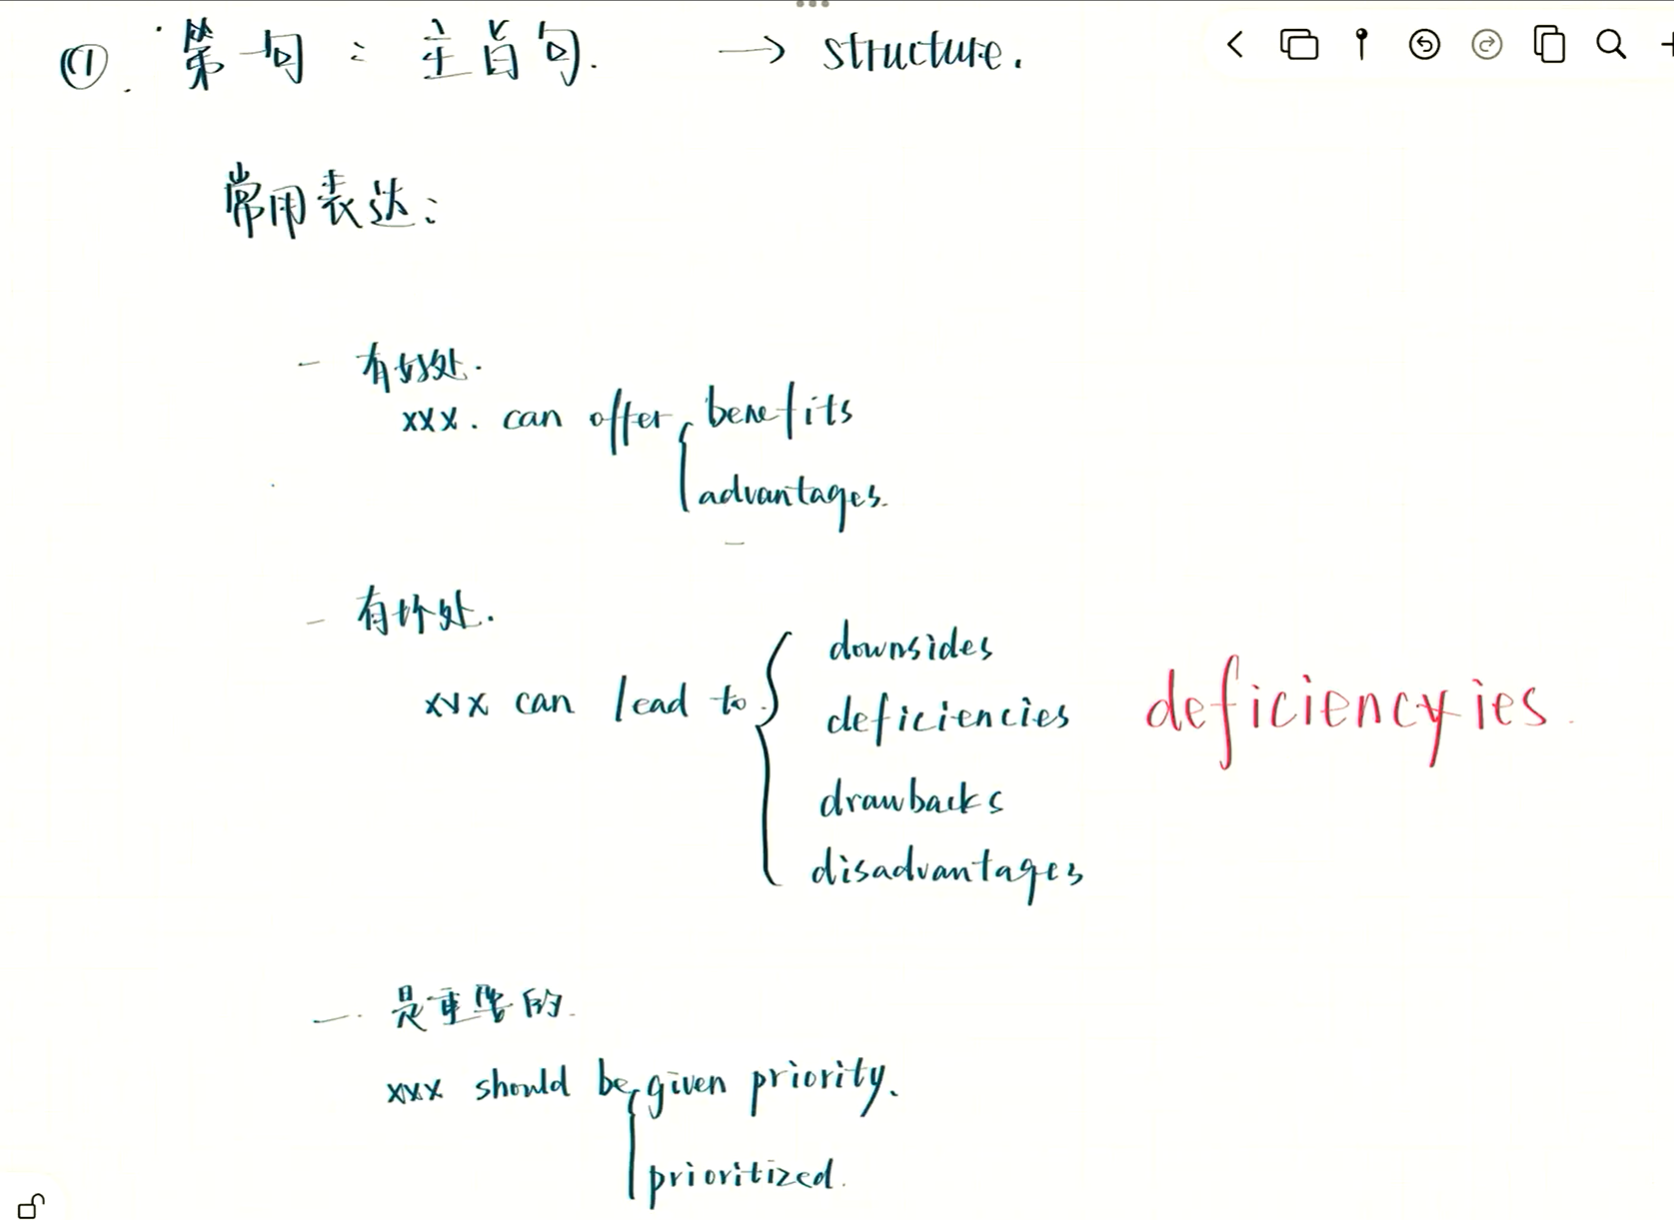 ① 第一句：主旨句. → structure.
常用表达：
- 有好处.
xxx. can offer benefits
advantages.
- 有坏处.
downsides
xxx can lead to deficiencies deficiencyies.
drawbacks
disadvantages
- 是重要的.
xxx should be given priority.
prioritized.